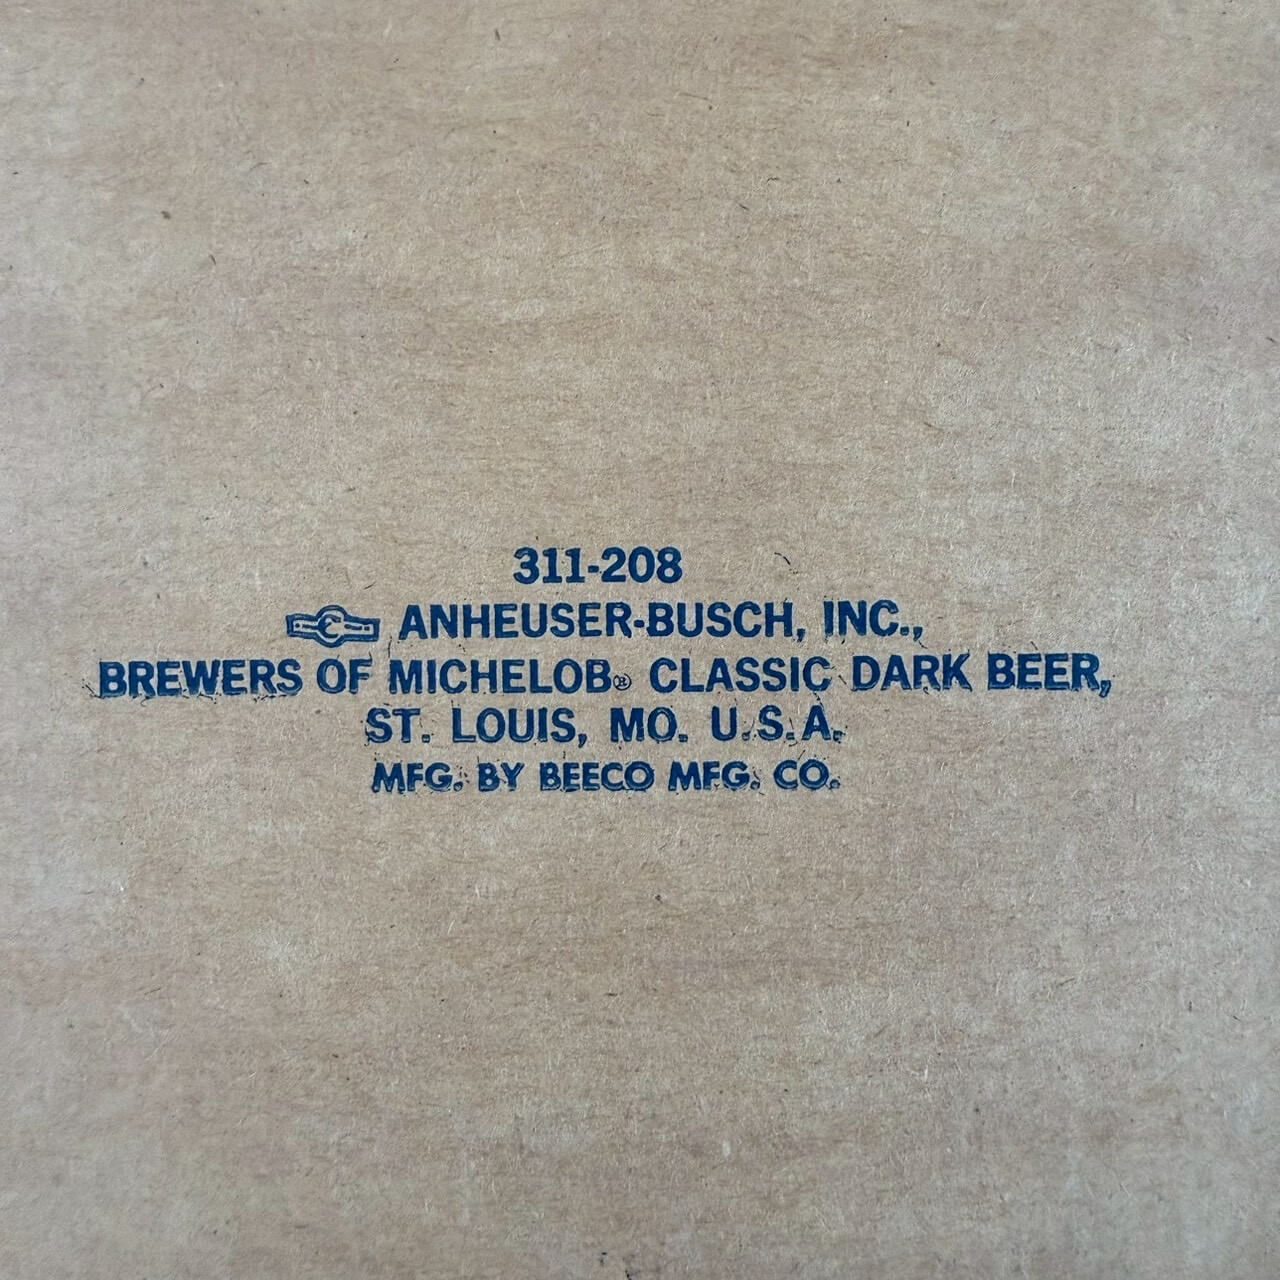 311-208
ANHEUSER-BUSCH, INC.,
BREWERS OF MICHELOB® CLASSIC DARK BEER,
ST. LOUIS, MO. U.S.A.
MFG. BY BEECO MFG. CO.